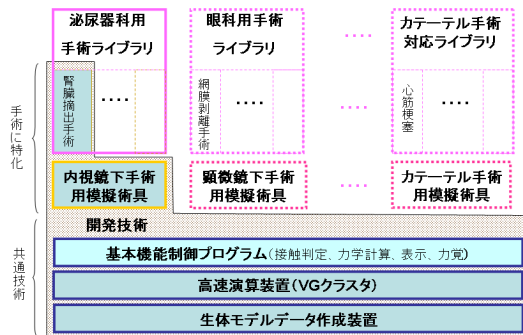 泌尿器科用
手術ライブラリ
眼科用手術
ライブラリ
‥‥
カテーテル手術
対応ライブラリ
手術に特化
腎臓摘出手術
‥‥
網膜剥離手術
‥‥
‥‥
心筋梗塞
‥‥
内視鏡下手術
用模擬術具
顕微鏡下手術
用模擬術具
‥‥
カテーテル手術
用模擬術具
共通技術
開発技術
基本機能制御プログラム(接触判定、力学計算、表示、力覚)
高速演算装置(VGクラスタ)
生体モデルデータ作成装置